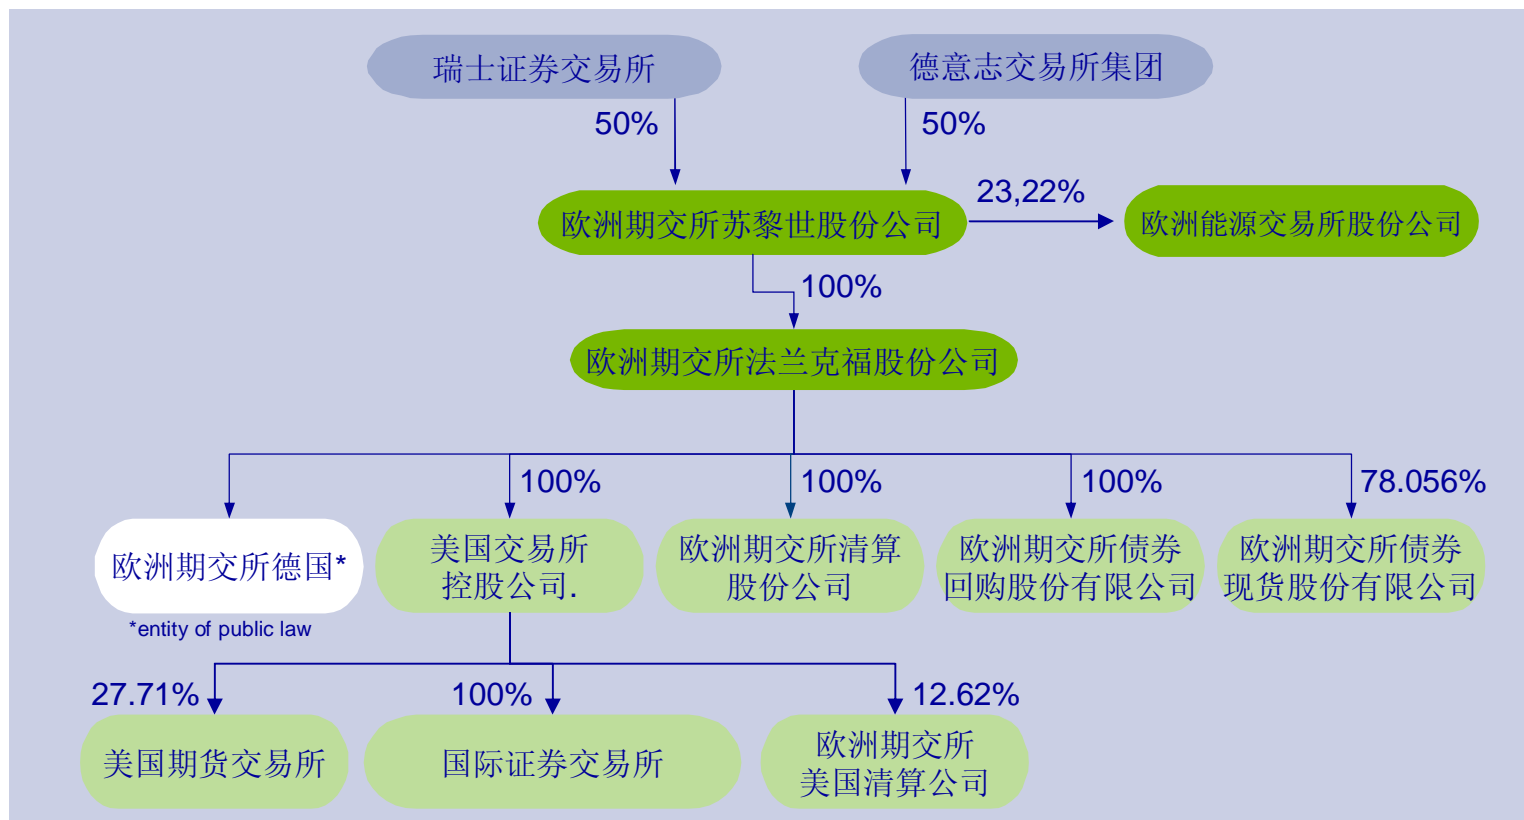 瑞士证券交易所
德意志交易所集团
50%
50%
欧洲期交所苏黎世股份公司
23,22%
欧洲能源交易所股份公司
100%
欧洲期交所法兰克福股份公司
100%
100%
100%
78.056%
欧洲期交所德国*
美国交易所
控股公司.
欧洲期交所清算
股份公司
欧洲期交所债券
回购股份有限公司
欧洲期交所债券
现货股份有限公司
*entity of public law
27.71%
100%
12.62%
美国期货交易所
国际证券交易所
欧洲期交所
美国清算公司